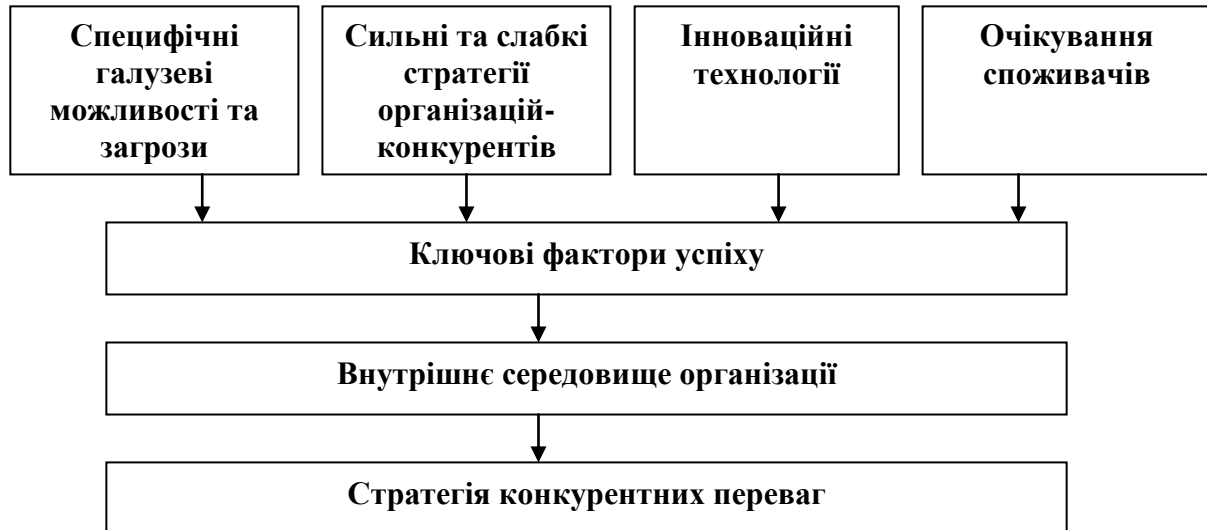 Специфічні
галузеві
можливості та
загрози
Сильні та слабкі
стратегії
організацій-
конкурентів
Інноваційні
технології
Очікування
споживачів
Ключові фактори успіху
Внутрішнє середовище організації
Стратегія конкурентних переваг